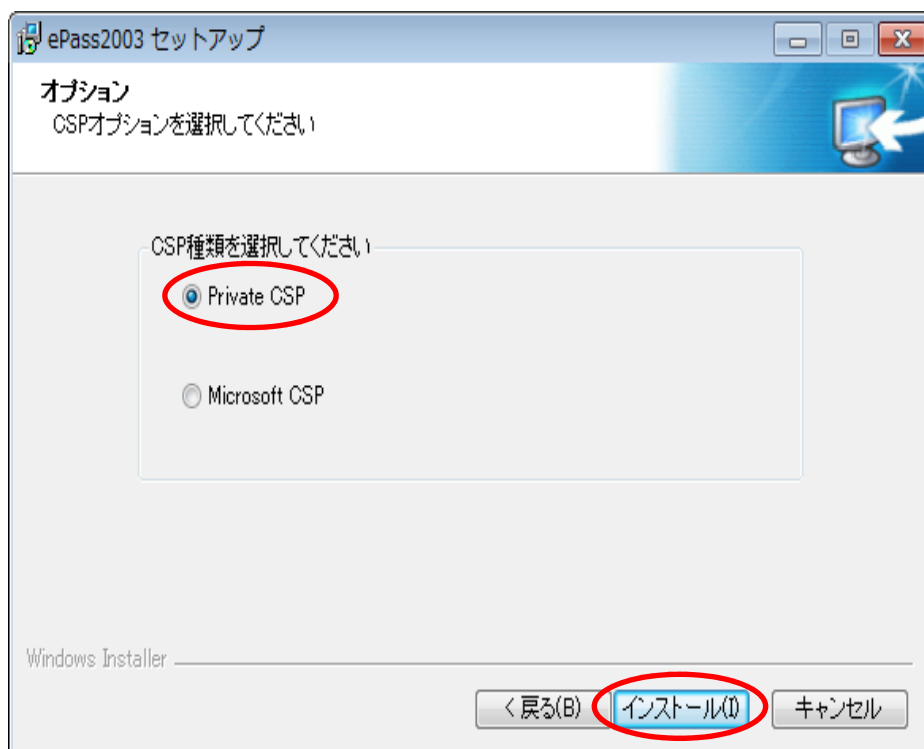 ePass2003 セットアップ
オプション
CSPオプションを選択してください
CSP種類を選択してください
Private CSP
Microsoft CSP
Windows Installer
< 戻る(B) インストール(I) キャンセル